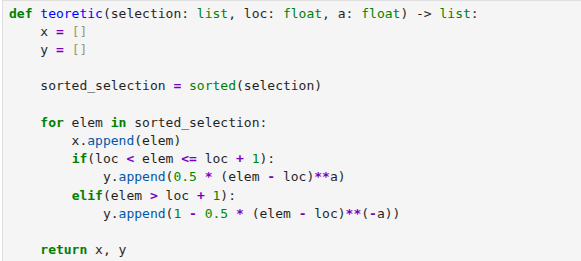 def teoretic(selection: list, loc: float, a: float) -> list:
    x = []
    y = []

    sorted_selection = sorted(selection)

    for elem in sorted_selection:
        x.append(elem)
        if(loc < elem <= loc + 1):
            y.append(0.5 * (elem - loc)**a)
        elif(elem > loc + 1):
            y.append(1 - 0.5 * (elem - loc)**(-a))

    return x, y